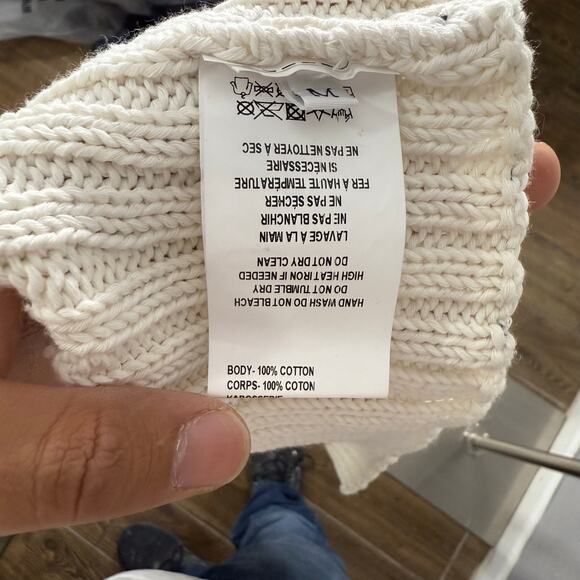 BODY- 100% COTTON
CORPS- 100% COTON
KAROSSERIE
HAND WASH DO NOT BLEACH
DO NOT TUMBLE DRY
HIGH HEAT IRON IF NEEDED
DO NOT DRY CLEAN
LAVAGE À LA MAIN
NE PAS BLANCHIR
NE PAS SÉCHER
FER À HAUTE TEMPÉRATURE
SI NÉCESSAIRE
NE PAS NETTOYER À SEC